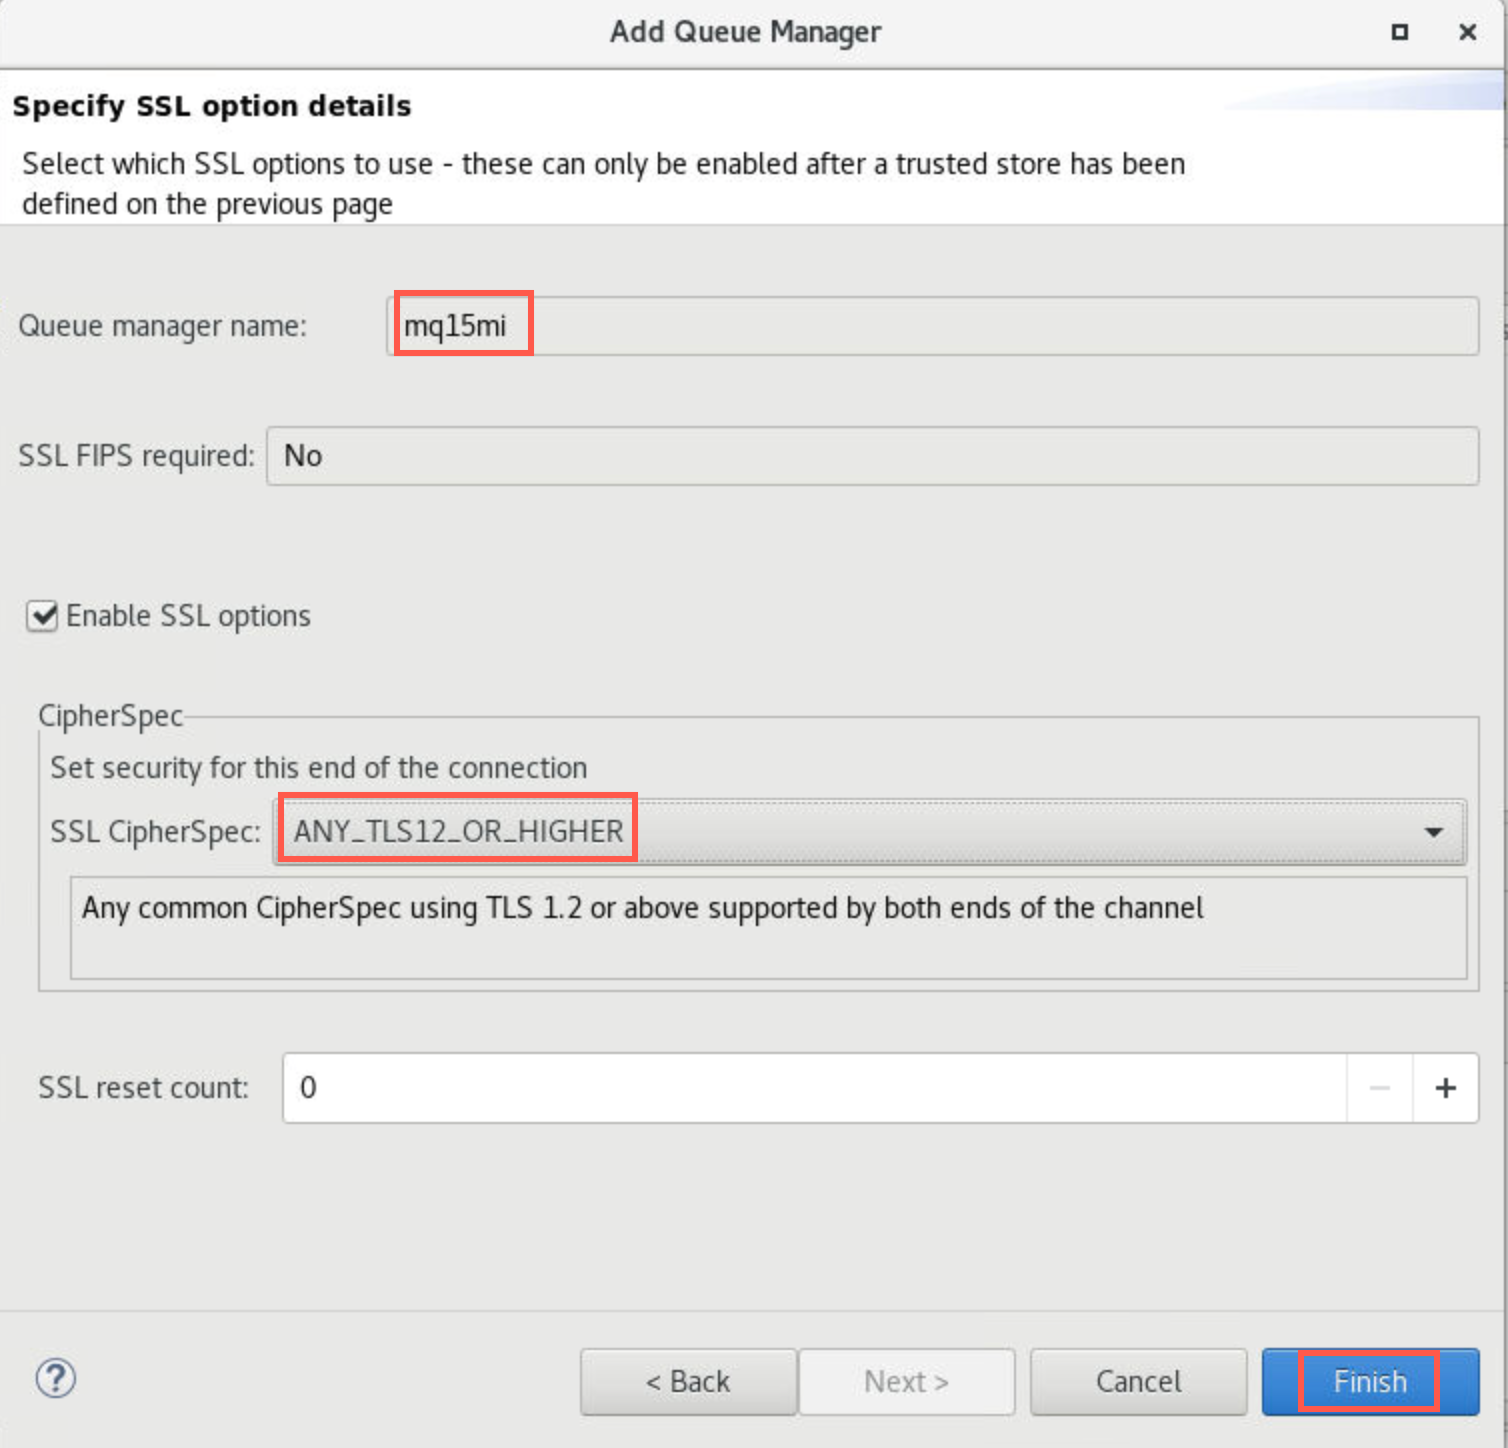 Add Queue Manager
Specify SSL option details
Select which SSL options to use - these can only be enabled after a trusted store has been
defined on the previous page
Queue manager name: mq15mi
SSL FIPS required: No
Enable SSL options
CipherSpec
Set security for this end of the connection
SSL CipherSpec: ANY_TLS12_OR_HIGHER
Any common CipherSpec using TLS 1.2 or above supported by both ends of the channel
SSL reset count: 0
< Back Next > Cancel Finish